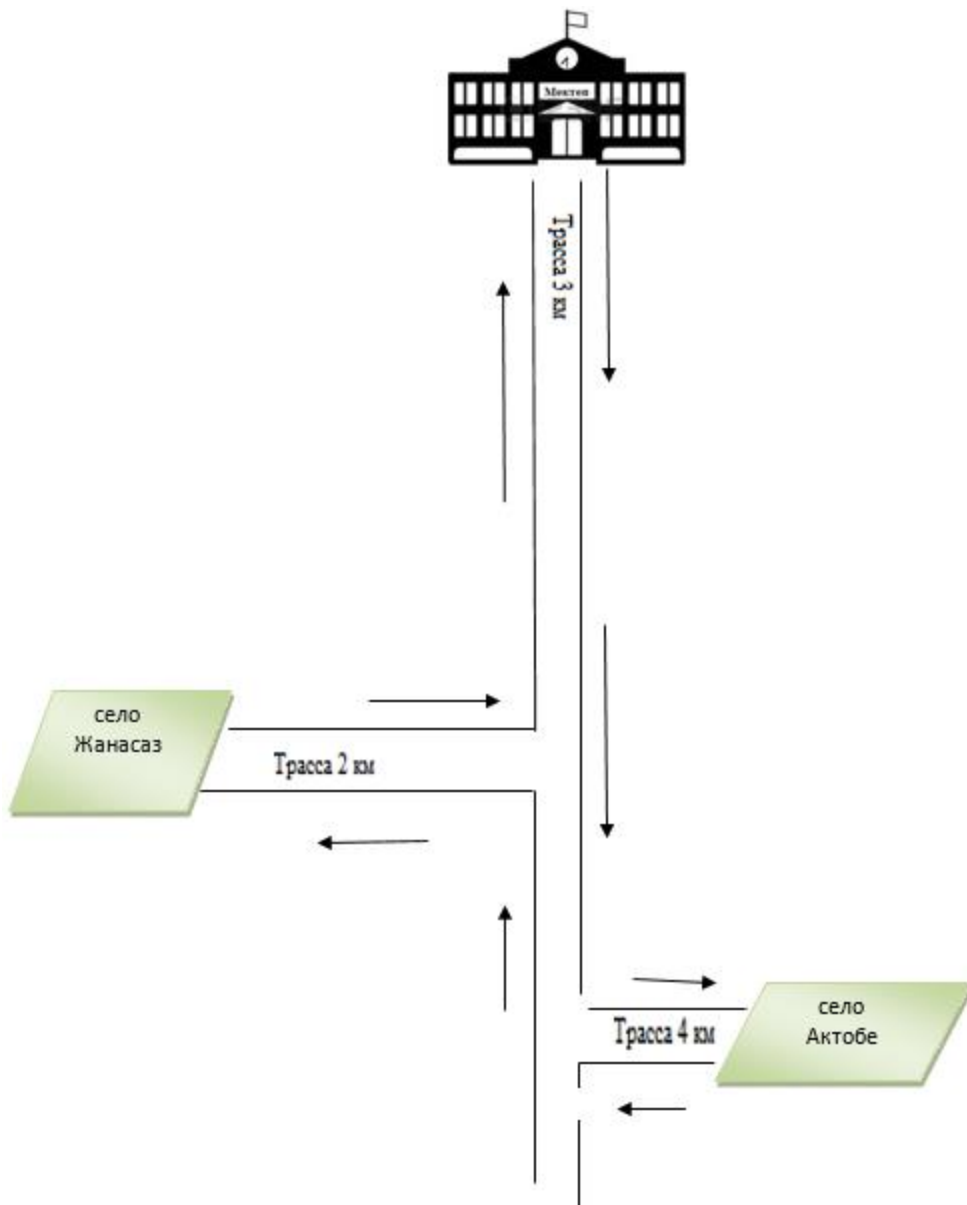 Мектеп
Трасса 3 км
село
Жанасаз
Трасса 2 км
село
Актобе
Трасса 4 км